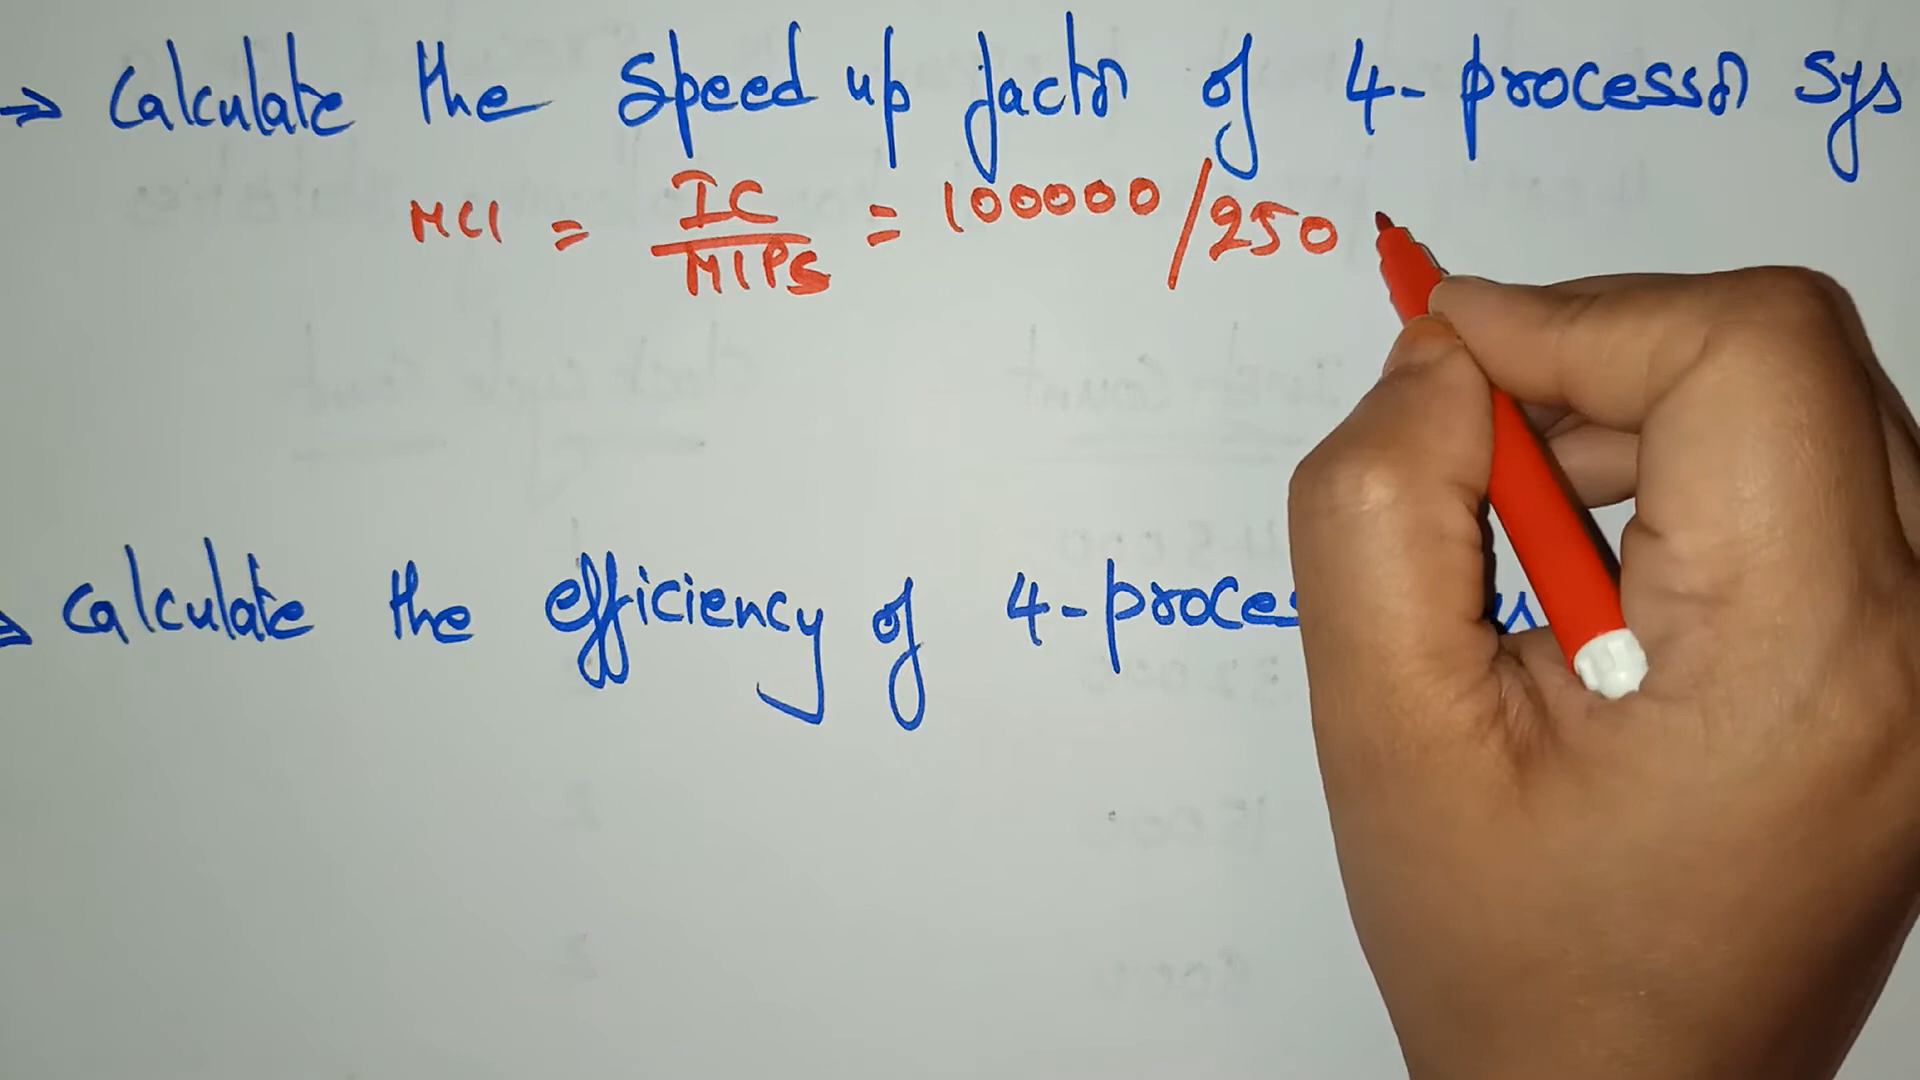 → Calculate the speed up factor of 4-processor sys
MC1 = IC/MIPS = 100000/250
→ Calculate the efficiency of 4-proces